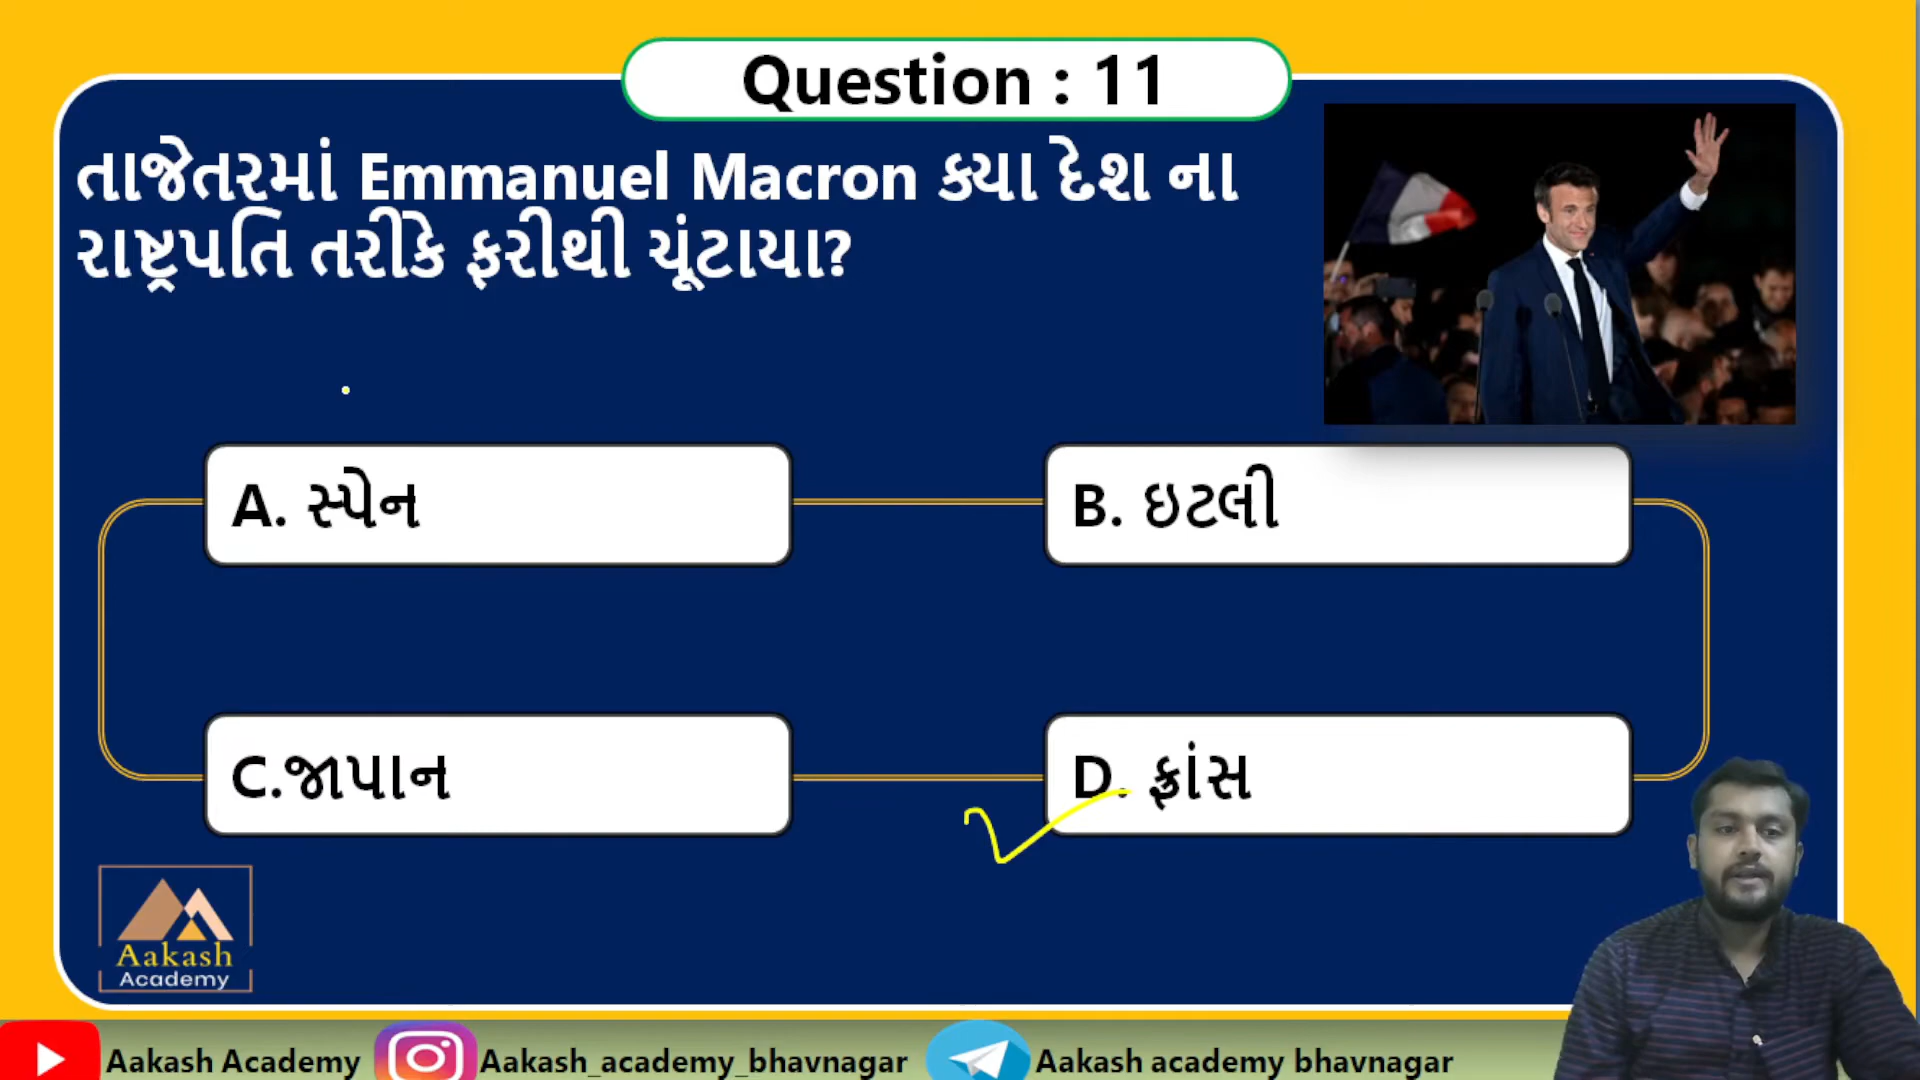 Question : 11
તાજેતરમાં Emmanuel Macron ક્યા દેશ ના
રાષ્ટ્રપતિ તરીકે ફરીથી ચૂંટાયા?
A. સ્પેન
B. ઇટલી
C.જાપાન
D. ફ્રાંસ
Aakash
Academy
Aakash Academy
Aakash_academy_bhavnagar
Aakash academy bhavnagar